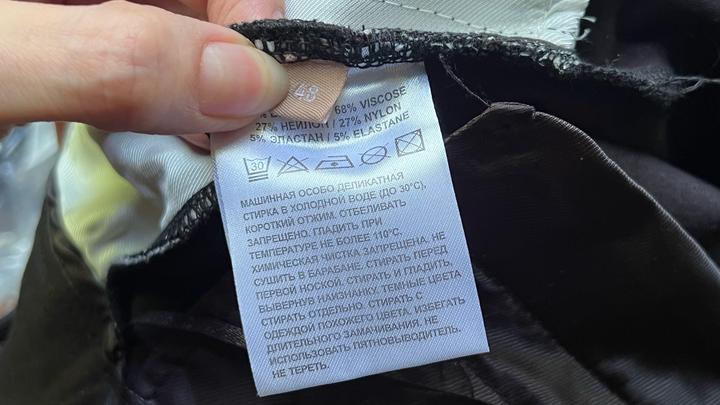 48
68% VISCOSE
27% НЕЙЛОН / 27% NYLON
5% ЭЛАСТАН / 5% ELASTANE
30
МАШИННАЯ ОСОБО ДЕЛИКАТНАЯ
СТИРКА В ХОЛОДНОЙ ВОДЕ (ДО 30°С),
КОРОТКИЙ ОТЖИМ. ОТБЕЛИВАТЬ
ЗАПРЕЩЕНО. ГЛАДИТЬ ПРИ
ТЕМПЕРАТУРЕ НЕ БОЛЕЕ 110°С.
ХИМИЧЕСКАЯ ЧИСТКА ЗАПРЕЩЕНА. НЕ
СУШИТЬ В БАРАБАНЕ. СТИРАТЬ ПЕРЕД
ПЕРВОЙ НОСКОЙ. СТИРАТЬ И ГЛАДИТЬ
ВЫВЕРНУВ НАИЗНАНКУ. ТЕМНЫЕ ЦВЕТА
СТИРАТЬ ОТДЕЛЬНО. СТИРАТЬ С
ОДЕЖДОЙ ПОХОЖЕГО ЦВЕТА. ИЗБЕГАТЬ
ДЛИТЕЛЬНОГО ЗАМАЧИВАНИЯ. НЕ
ИСПОЛЬЗОВАТЬ ПЯТНОВЫВОДИТЕЛЬ.
НЕ ТЕРЕТЬ.